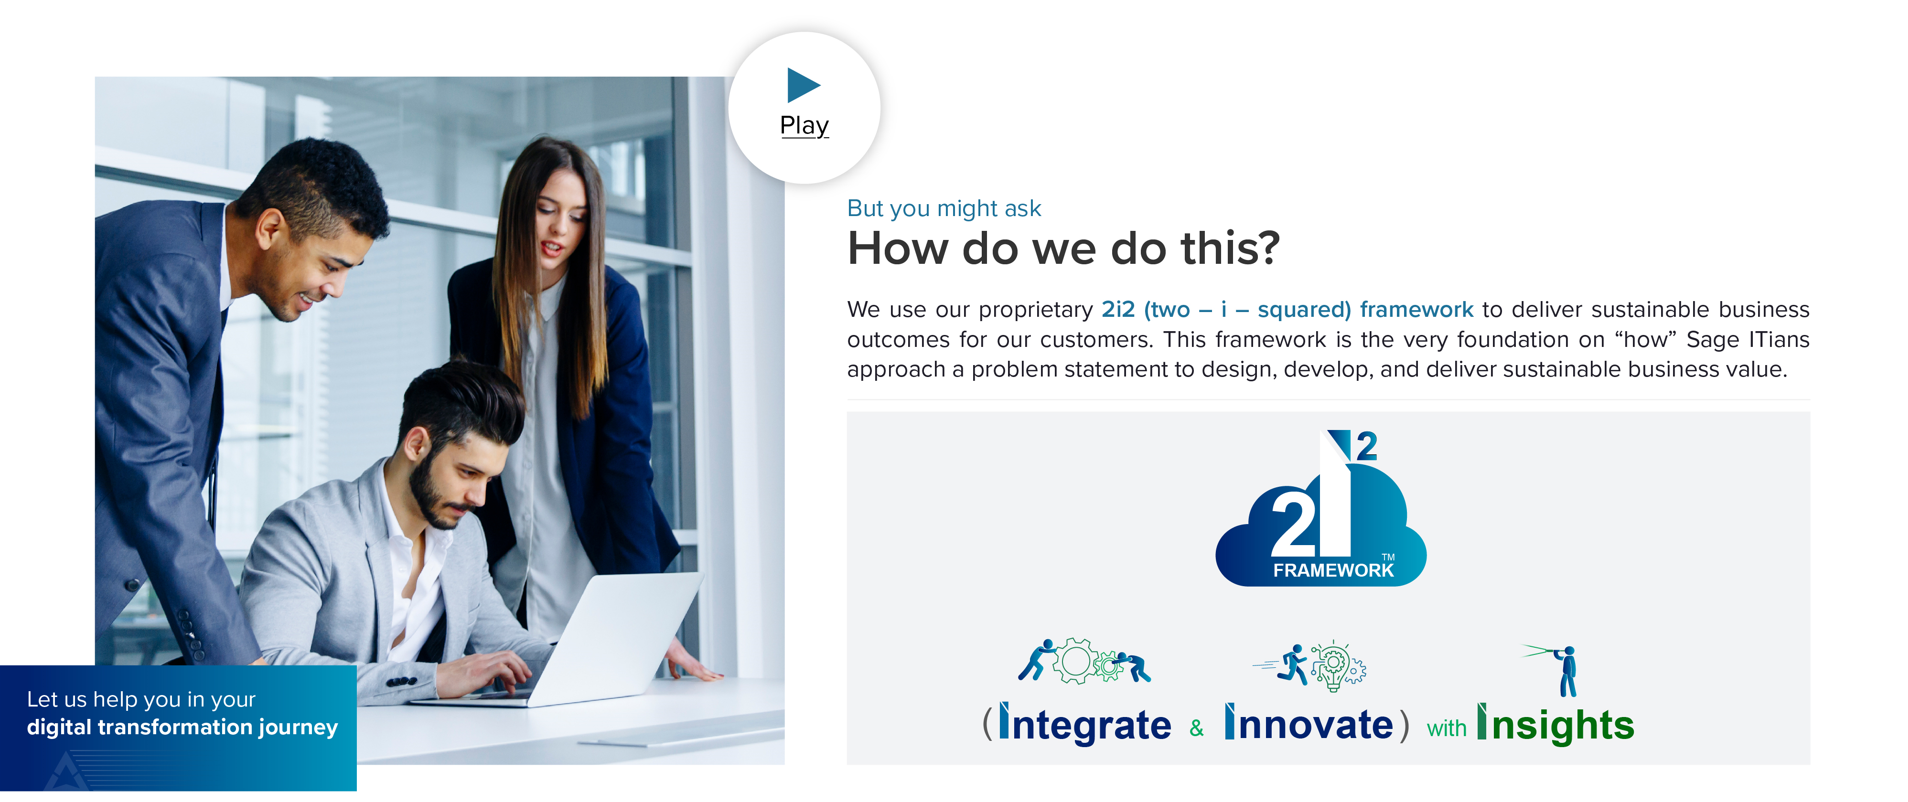 Play
But you might ask
How do we do this?
We use our proprietary 2i2 (two – i – squared) framework to deliver sustainable business
outcomes for our customers. This framework is the very foundation on “how” Sage ITians
approach a problem statement to design, develop, and deliver sustainable business value.
2i2
FRAMEWORK™
(Integrate & Innovate) with Insights
Let us help you in your
digital transformation journey